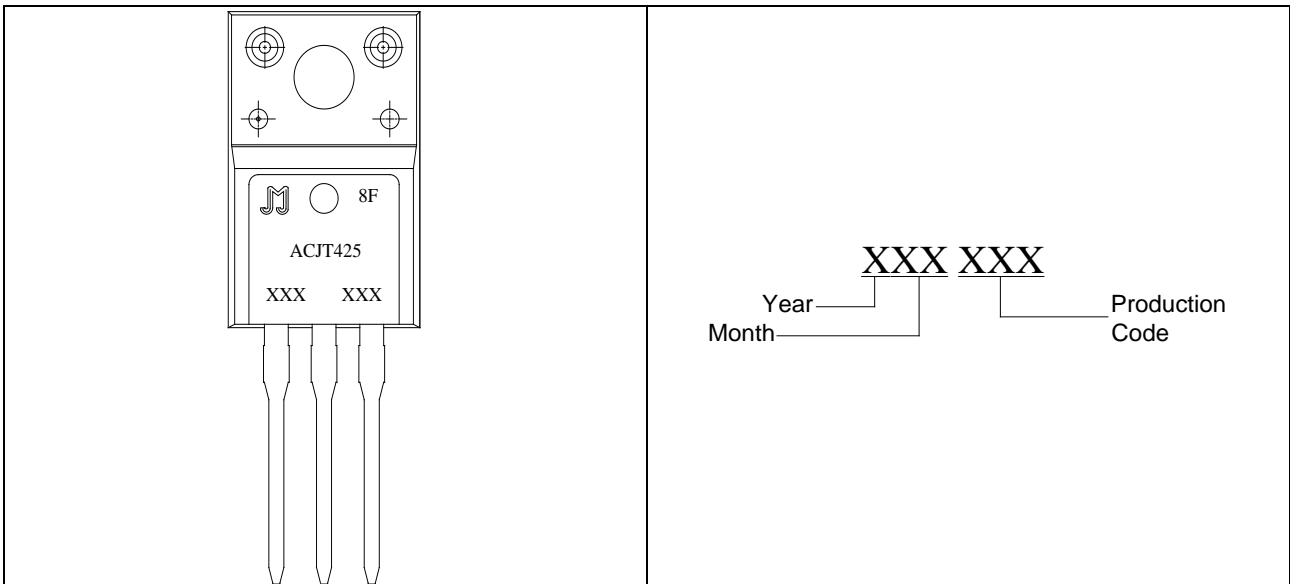 8F
ACJT425
XXX XXX
XXX XXX
Year
Month
Production
Code